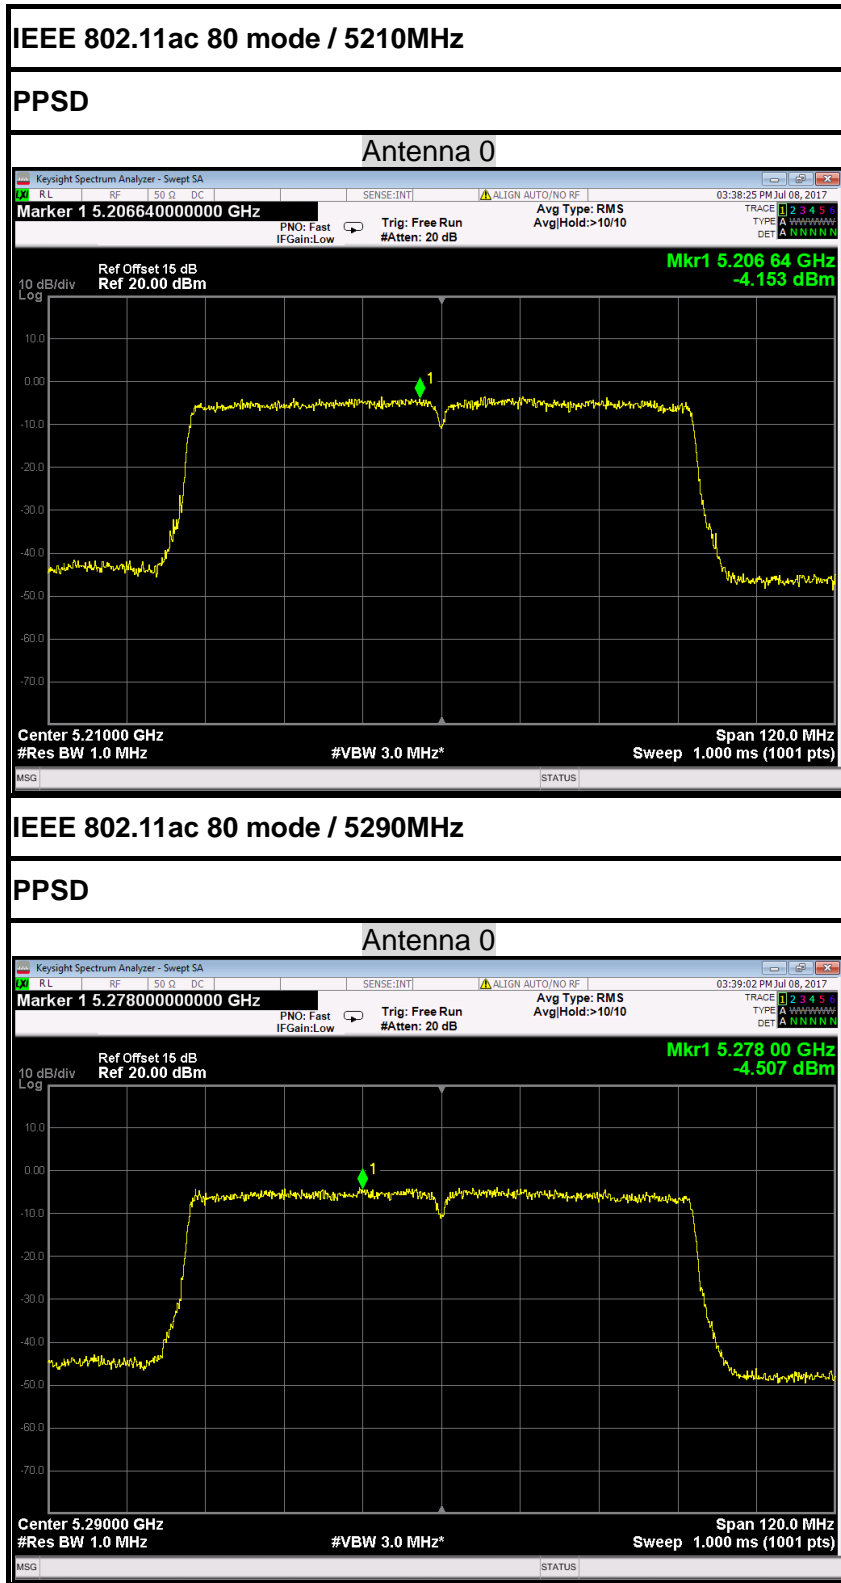 IEEE 802.11ac 80 mode / 5210MHz
PPSD
Antenna 0
Keysight Spectrum Analyzer - Swept SA
LXI RL RF 50 Ω DC SENSE:INT ALIGN AUTO/NO RF 03:38:25 PM Jul 08, 2017
Marker 1 5.206640000000 GHz
PNO: Fast
IFGain:Low
Trig: Free Run
#Atten: 20 dB
Avg Type: RMS
Avg|Hold:>10/10
TRACE 1 2 3 4 5 6
TYPE A WWWWW
DET A N N N N N
Mkr1 5.206 64 GHz
-4.153 dBm
Ref Offset 15 dB
10 dB/div Ref 20.00 dBm
Log
10.0
0.00
1
-10.0
-20.0
-30.0
-40.0
-50.0
-60.0
-70.0
Center 5.21000 GHz Span 120.0 MHz
#Res BW 1.0 MHz #VBW 3.0 MHz* Sweep 1.000 ms (1001 pts)
MSG STATUS
IEEE 802.11ac 80 mode / 5290MHz
PPSD
Antenna 0
Keysight Spectrum Analyzer - Swept SA
LXI RL RF 50 Ω DC SENSE:INT ALIGN AUTO/NO RF 03:39:02 PM Jul 08, 2017
Marker 1 5.278000000000 GHz
PNO: Fast
IFGain:Low
Trig: Free Run
#Atten: 20 dB
Avg Type: RMS
Avg|Hold:>10/10
TRACE 1 2 3 4 5 6
TYPE A WWWWW
DET A N N N N N
Mkr1 5.278 00 GHz
-4.507 dBm
Ref Offset 15 dB
10 dB/div Ref 20.00 dBm
Log
10.0
0.00
1
-10.0
-20.0
-30.0
-40.0
-50.0
-60.0
-70.0
Center 5.29000 GHz Span 120.0 MHz
#Res BW 1.0 MHz #VBW 3.0 MHz* Sweep 1.000 ms (1001 pts)
MSG STATUS